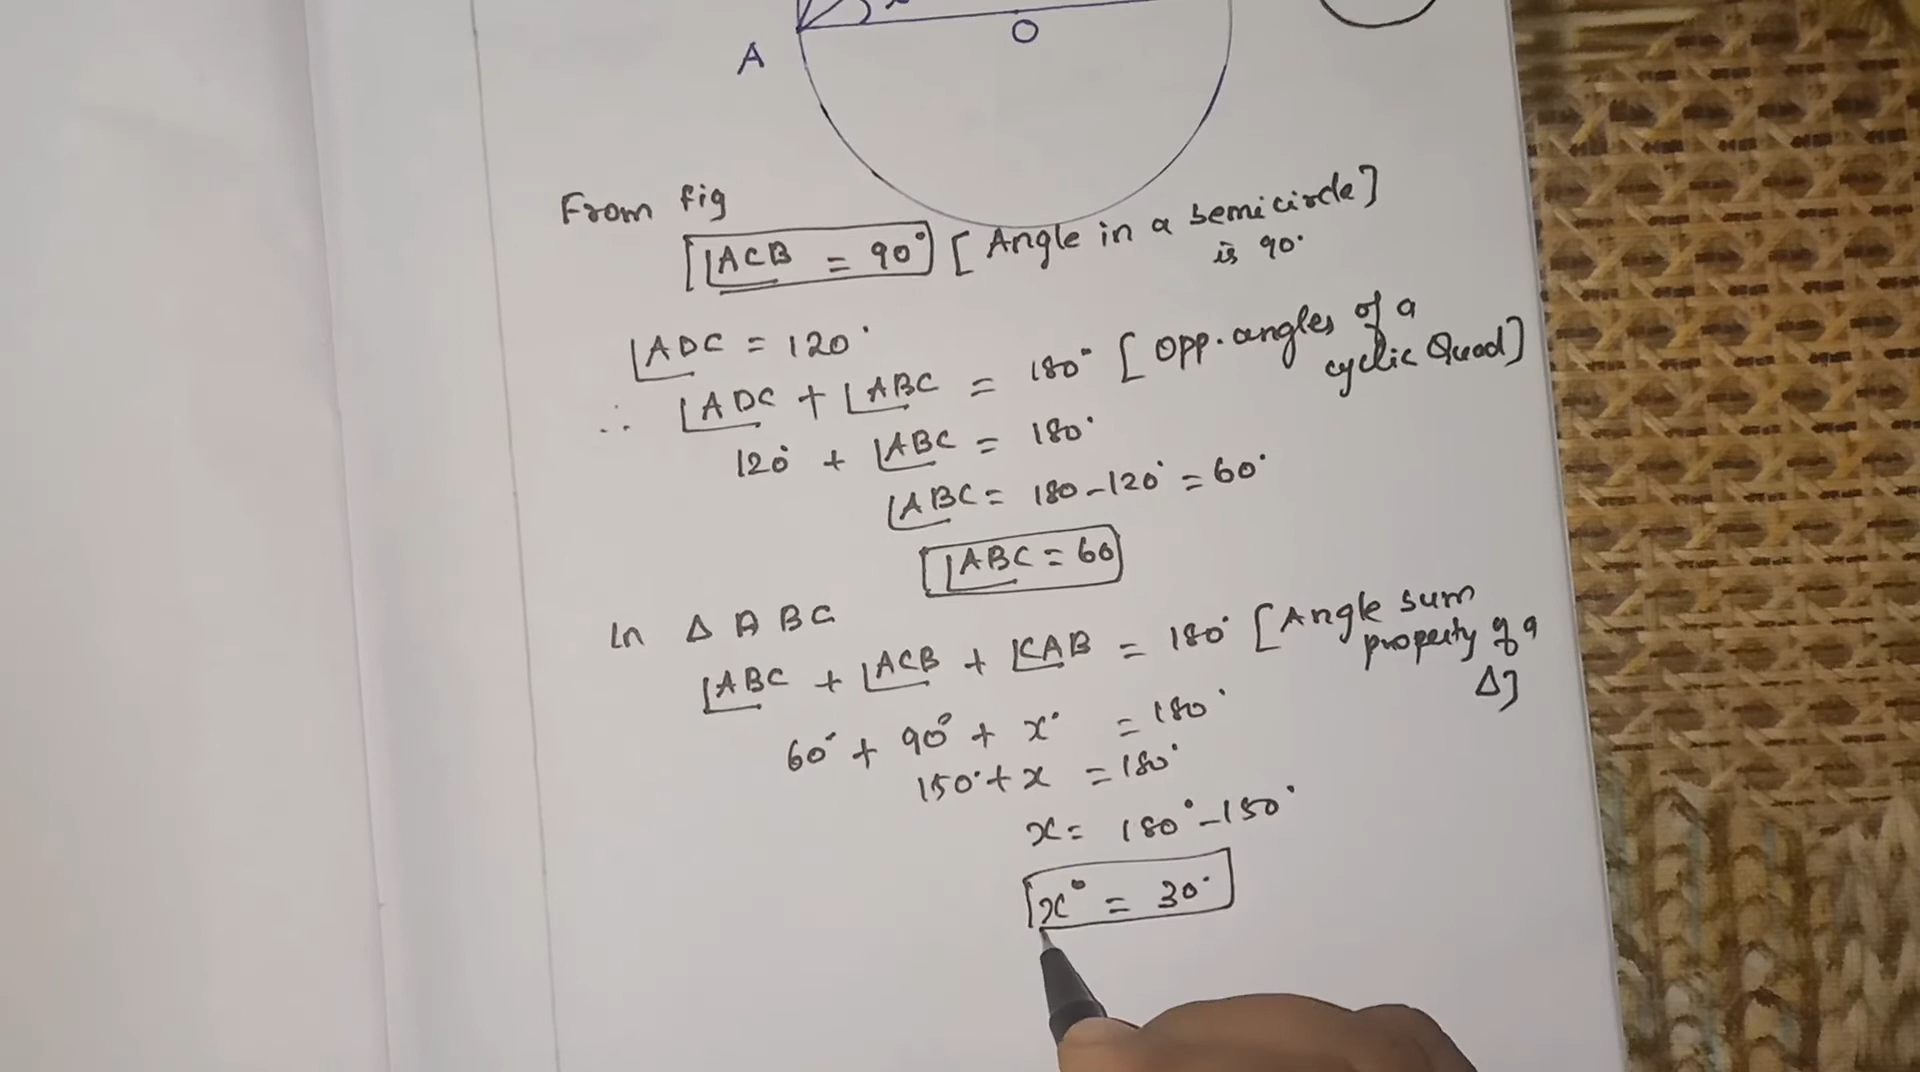 x
A
O
From fig
∠ACB = 90° [Angle in a semicircle]
is 90°
∠ADC = 120°
∴ ∠ADC + ∠ABC = 180° [opp. angles of a
cyclic Quad]
120° + ∠ABC = 180°
∠ABC = 180 - 120° = 60°
∠ABC = 60
In Δ ABC
∠ABC + ∠ACB + ∠CAB = 180° [Angle sum
property of a
Δ]
60° + 90° + x° = 180°
150° + x = 180°
x = 180° - 150°
x° = 30°